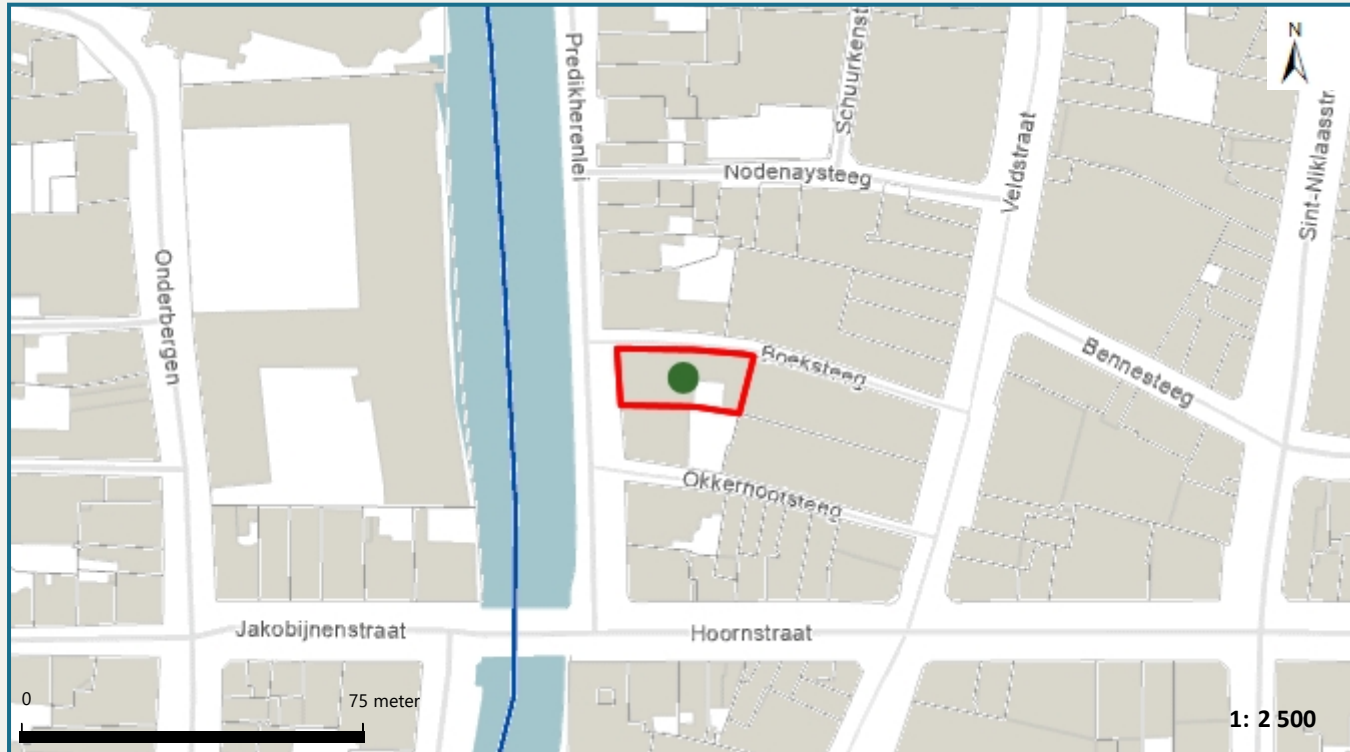 N
Predikherenlei
Schuurkenst
Nodenaysteeg
Veldstraat
Sint-Niklaasstr.
Onderbergen
Boeksteeg
Bennesteeg
Okkernootsteeg
Jakobijnenstraat
Hoornstraat
0
75 meter
1: 2 500